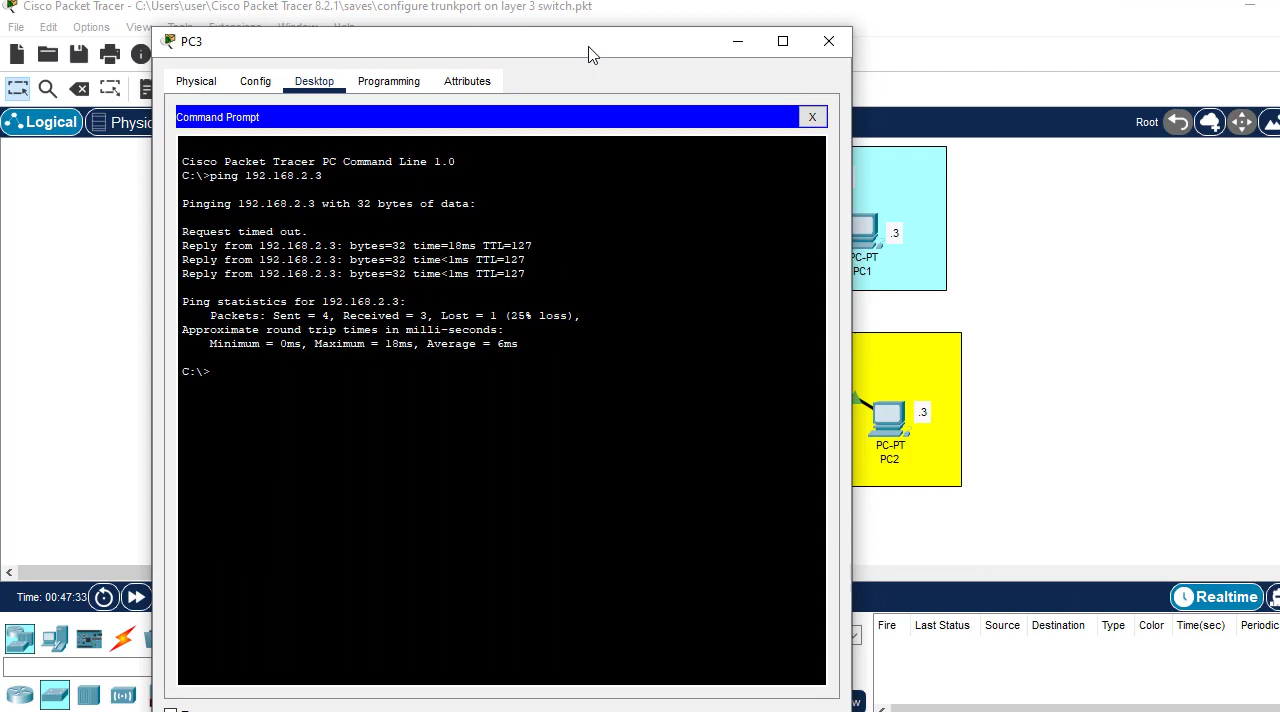 Cisco Packet Tracer - C:\Users\user\Cisco Packet Tracer 8.2.1\saves\configure trunkport on layer 3 switch.pkt
File Edit Options View Tools Extensions Window Help
PC3
Physical Config Desktop Programming Attributes
Logical
Physic
Root
Command Prompt
X
Cisco Packet Tracer PC Command Line 1.0
C:\>ping 192.168.2.3
Pinging 192.168.2.3 with 32 bytes of data:
Request timed out.
Reply from 192.168.2.3: bytes=32 time=18ms TTL=127
Reply from 192.168.2.3: bytes=32 time<1ms TTL=127
Reply from 192.168.2.3: bytes=32 time<1ms TTL=127
Ping statistics for 192.168.2.3:
Packets: Sent = 4, Received = 3, Lost = 1 (25% loss),
Approximate round trip times in milli-seconds:
Minimum = 0ms, Maximum = 18ms, Average = 6ms
C:\>
.3
PC-PT
PC1
.3
PC-PT
PC2
Time: 00:47:33
Realtime
Fire Last Status Source Destination Type Color Time(sec) Periodic